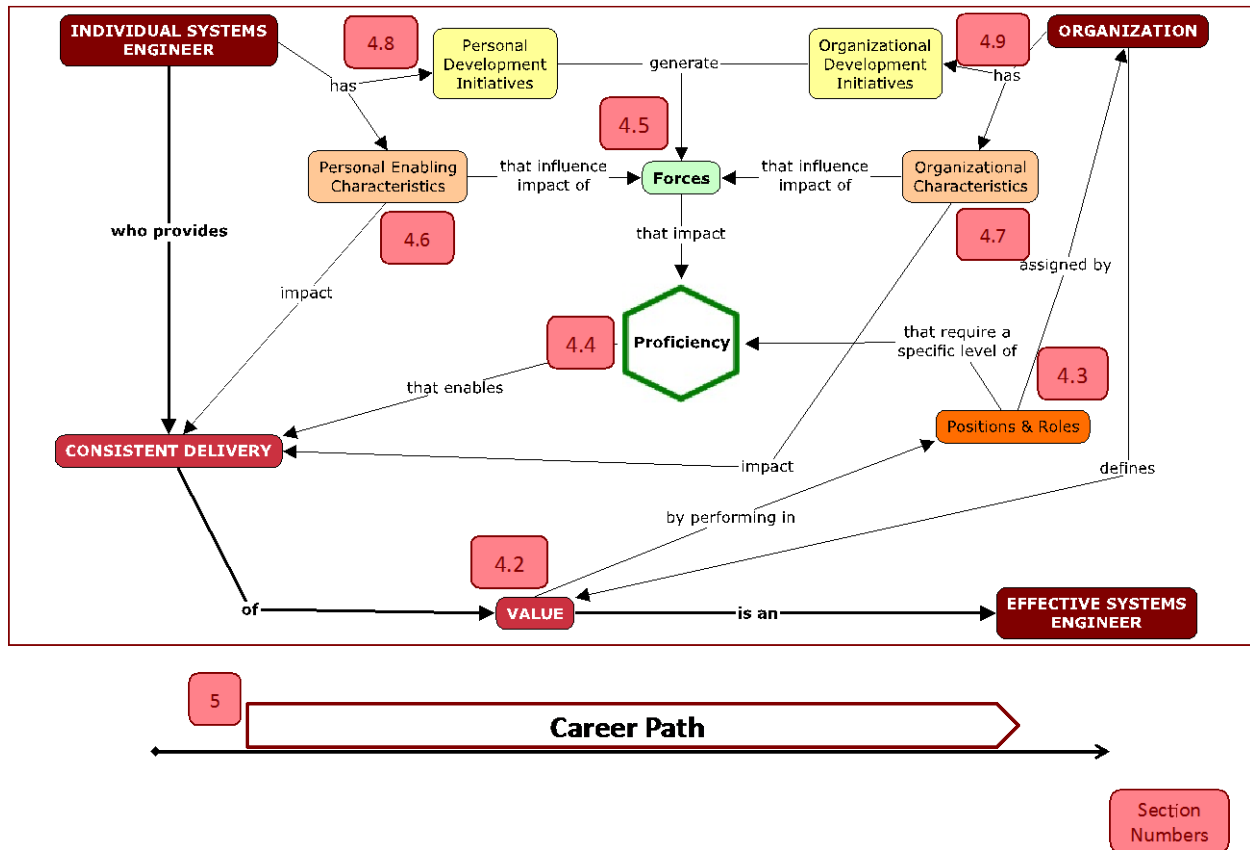 INDIVIDUAL SYSTEMS
ENGINEER
4.8
Personal
Development
Initiatives
generate
Organizational
Development
Initiatives
4.9
ORGANIZATION
has
has
4.5
Personal Enabling
Characteristics
that influence
impact of
Forces
that influence
impact of
Organizational
Characteristics
4.6
4.7
who provides
that impact
assigned by
impact
4.4
Proficiency
that require a
specific level of
4.3
that enables
Positions & Roles
CONSISTENT DELIVERY
impact
defines
by performing in
4.2
of
VALUE
is an
EFFECTIVE SYSTEMS
ENGINEER
5
Career Path
Section
Numbers